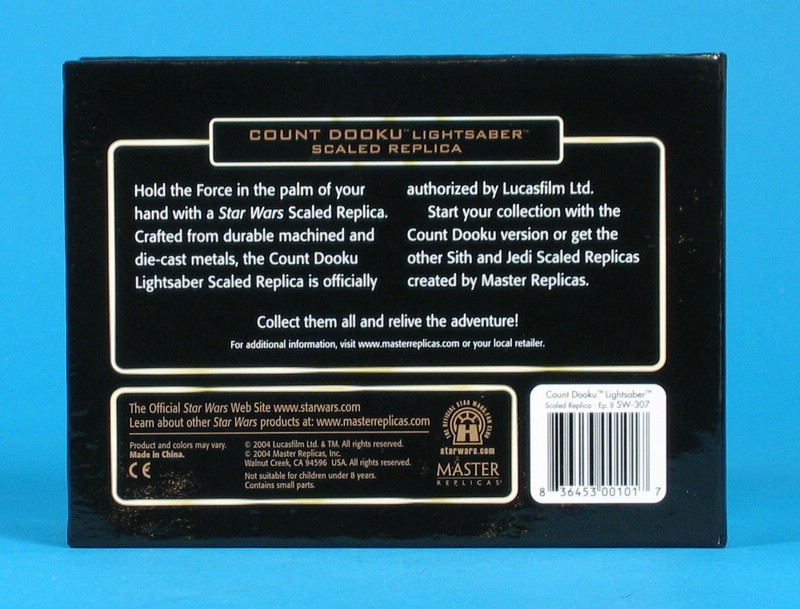 COUNT DOOKU™ LIGHTSABER™
SCALED REPLICA
Hold the Force in the palm of your
hand with a Star Wars Scaled Replica.
Crafted from durable machined and
die-cast metals, the Count Dooku
Lightsaber Scaled Replica is officially
authorized by Lucasfilm Ltd.
Start your collection with the
Count Dooku version or get the
other Sith and Jedi Scaled Replicas
created by Master Replicas.
Collect them all and relive the adventure!
For additional information, visit www.masterreplicas.com or your local retailer.
The Official Star Wars Web Site www.starwars.com
Learn about other Star Wars products at: www.masterreplicas.com
Product and colors may vary.
Made in China.
CE
© 2004 Lucasfilm Ltd. & TM. All rights reserved.
© 2004 Master Replicas, Inc.
Walnut Creek, CA 94596 USA. All rights reserved.
Not suitable for children under 8 years.
Contains small parts.
THE OFFICIAL STAR WARS FAN CLUB
starwars.com
MASTER
REPLICAS
Count Dooku™ Lightsaber™
Scaled Replica - Ep. II SW-307
8 36453 00101 7